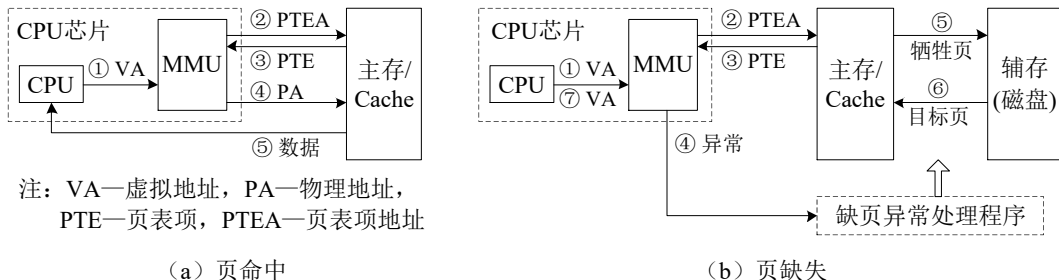 CPU芯片
② PTEA
③ PTE
CPU
① VA
MMU
④ PA
主存/
Cache
⑤ 数据
注：VA—虚拟地址，PA—物理地址，
PTE—页表项，PTEA—页表项地址
（a）页命中
CPU芯片
② PTEA
③ PTE
CPU
① VA
⑦ VA
MMU
④ 异常
主存/
Cache
⑤
牺牲页
⑥
目标页
辅存
(磁盘)
缺页异常处理程序
（b）页缺失